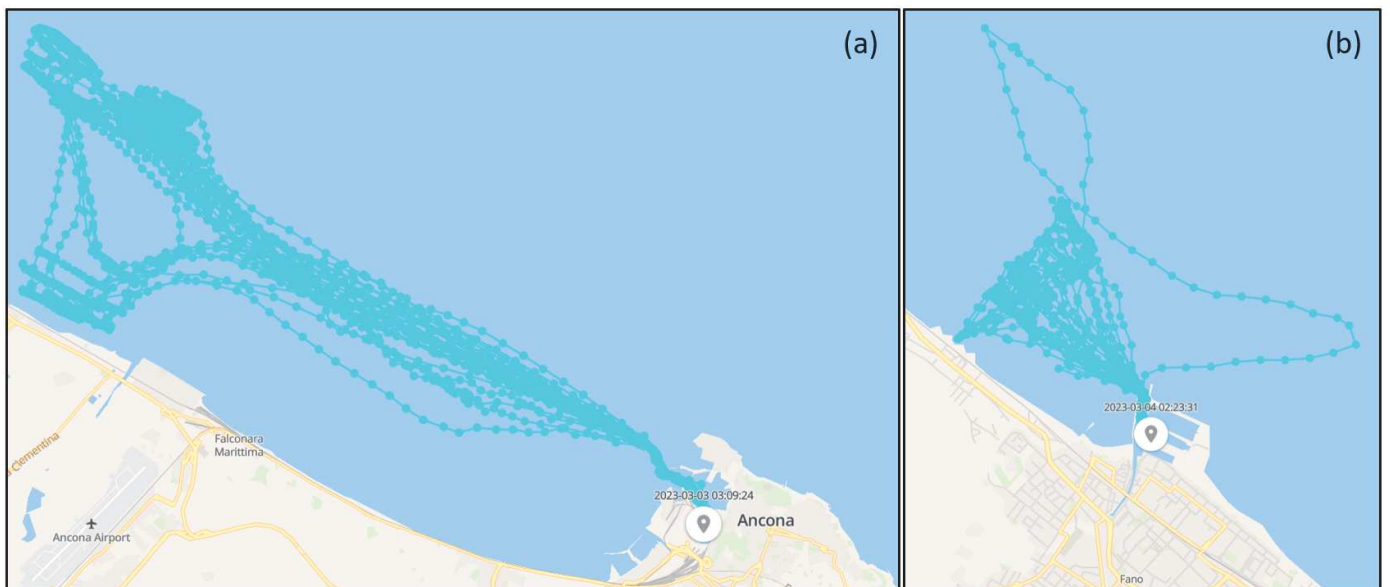 (a)
(b)
2023-03-04 02:23:31
Falconara
Marittima
a Clementina
2023-03-03 03:09:24
Ancona
Ancona Airport
Fano